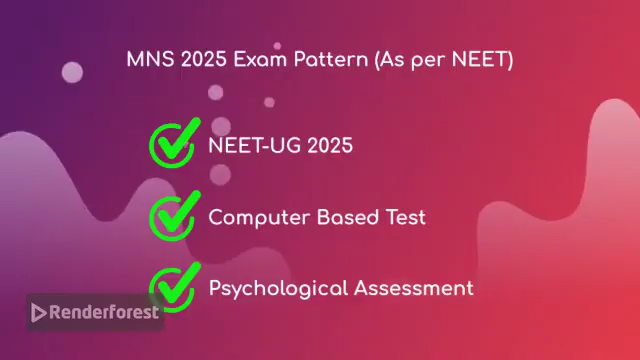 MNS 2025 Exam Pattern (As per NEET)
NEET-UG 2025
Computer Based Test
Psychological Assessment
Renderforest